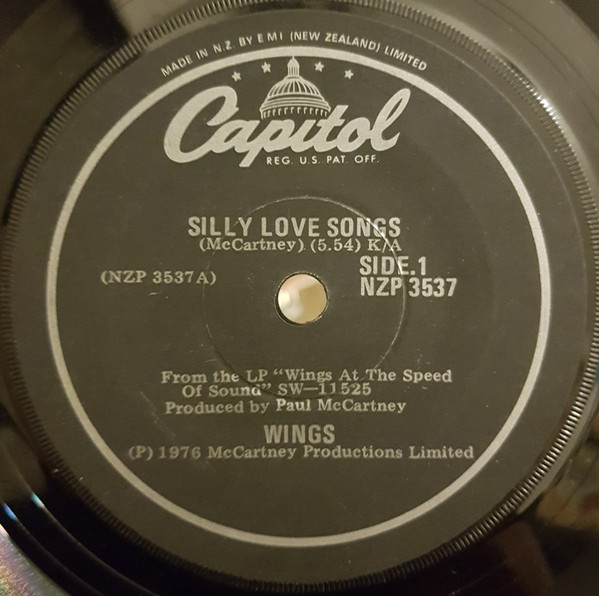 MADE IN N.Z. BY E M I (NEW ZEALAND) LIMITED
Capitol
REG. U.S. PAT. OFF.
SILLY LOVE SONGS
(McCartney) (5.54) K/A
SIDE.1
(NZP 3537A)
NZP 3537
From the LP "Wings At The Speed
Of Sound" SW—11525
Produced by Paul McCartney
WINGS
(P) 1976 McCartney Productions Limited